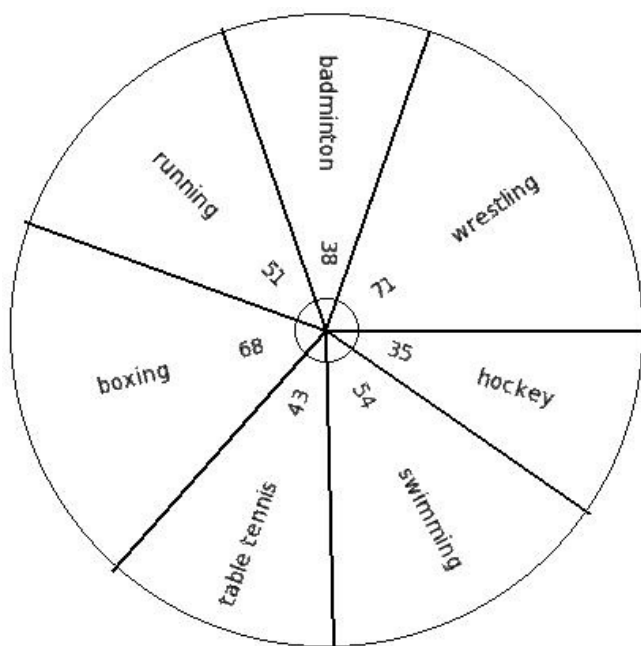 badminton
38
wrestling
71
hockey
35
swimming
54
table tennis
43
boxing
68
running
51